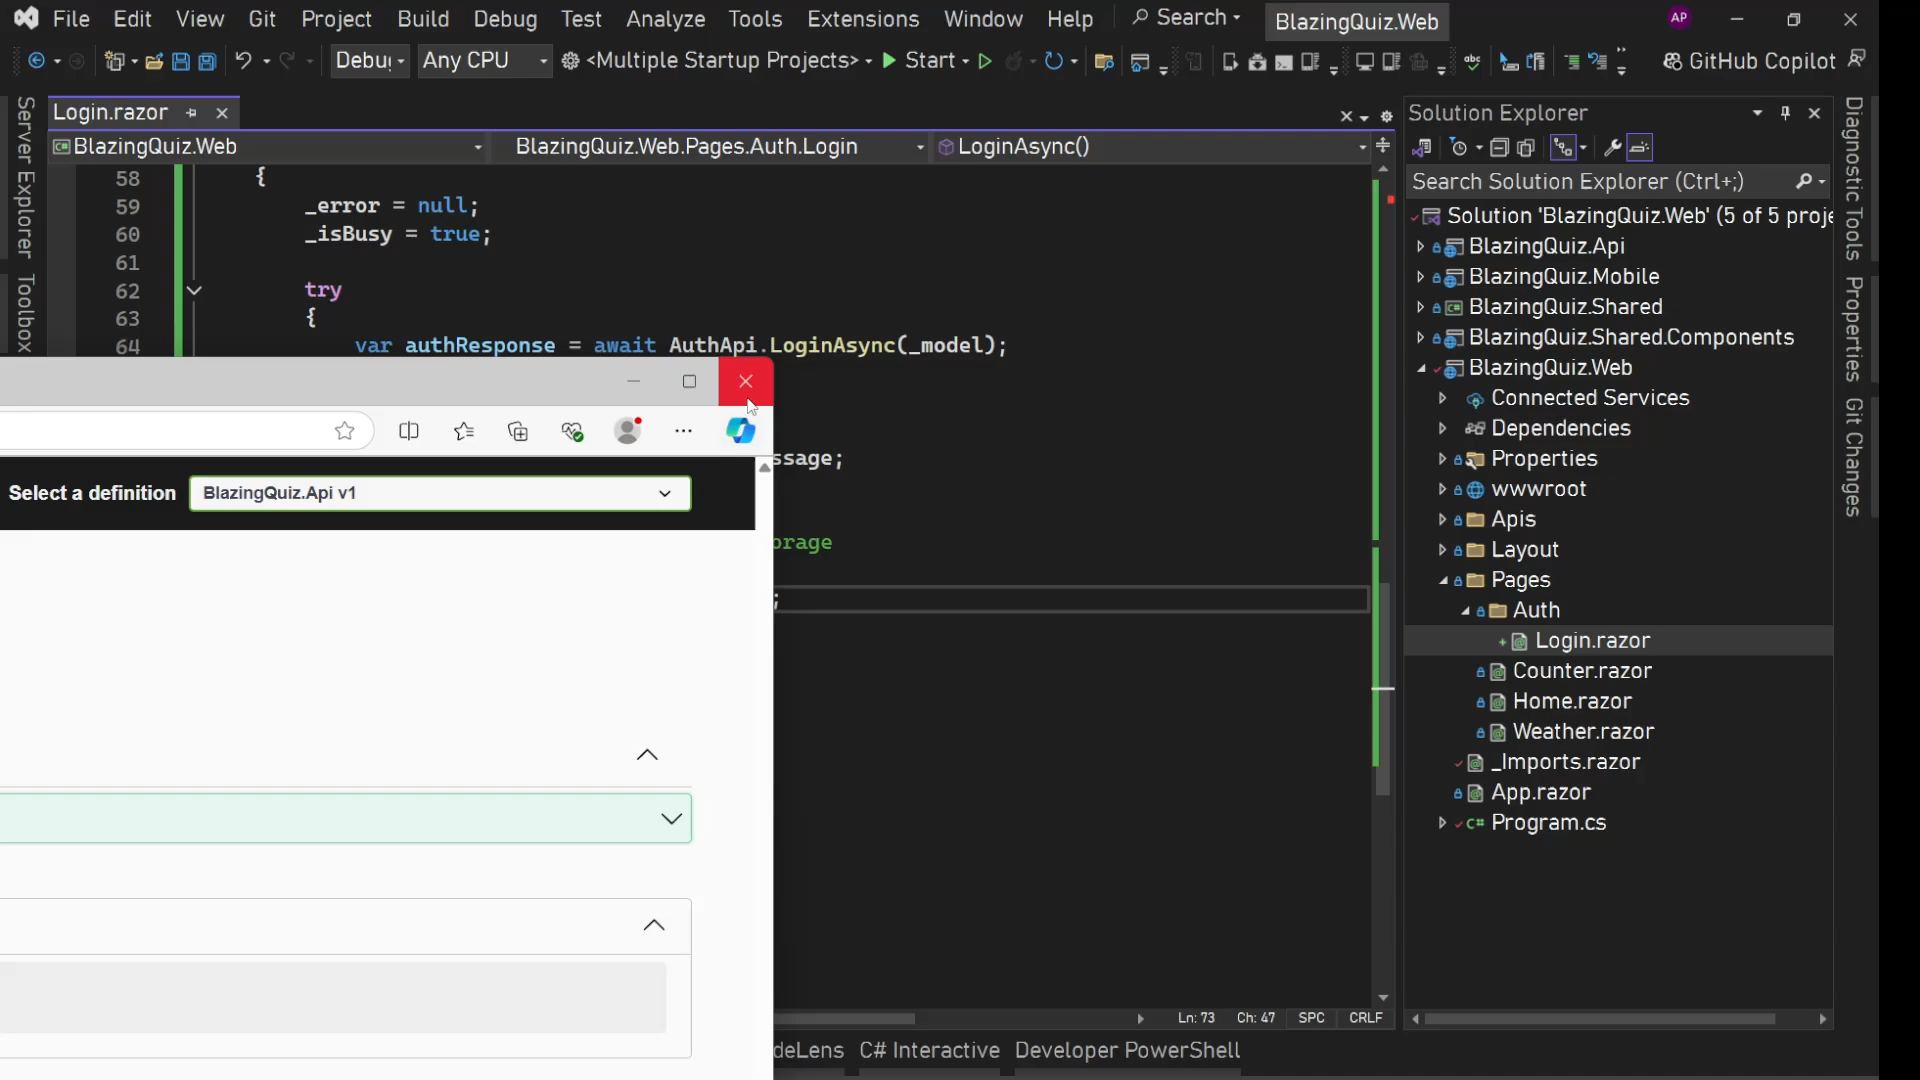 File Edit View Git Project Build Debug Test Analyze Tools Extensions Window Help Search BlazingQuiz.Web AP
Debug Any CPU <Multiple Startup Projects> Start GitHub Copilot
Server Explorer
Toolbox
Login.razor
BlazingQuiz.Web BlazingQuiz.Web.Pages.Auth.Login LoginAsync()
58 {
59 _error = null;
60 _isBusy = true;
61
62 try
63 {
64 var authResponse = await AuthApi.LoginAsync(_model);
ssage;
orage
;
Select a definition BlazingQuiz.Api v1
Ln: 73 Ch: 47 SPC CRLF
deLens C# Interactive Developer PowerShell
Solution Explorer
Search Solution Explorer (Ctrl+;)
Solution 'BlazingQuiz.Web' (5 of 5 proje
BlazingQuiz.Api
BlazingQuiz.Mobile
BlazingQuiz.Shared
BlazingQuiz.Shared.Components
BlazingQuiz.Web
Connected Services
Dependencies
Properties
wwwroot
Apis
Layout
Pages
Auth
Login.razor
Counter.razor
Home.razor
Weather.razor
_Imports.razor
App.razor
C# Program.cs
Diagnostic Tools
Properties
Git Changes